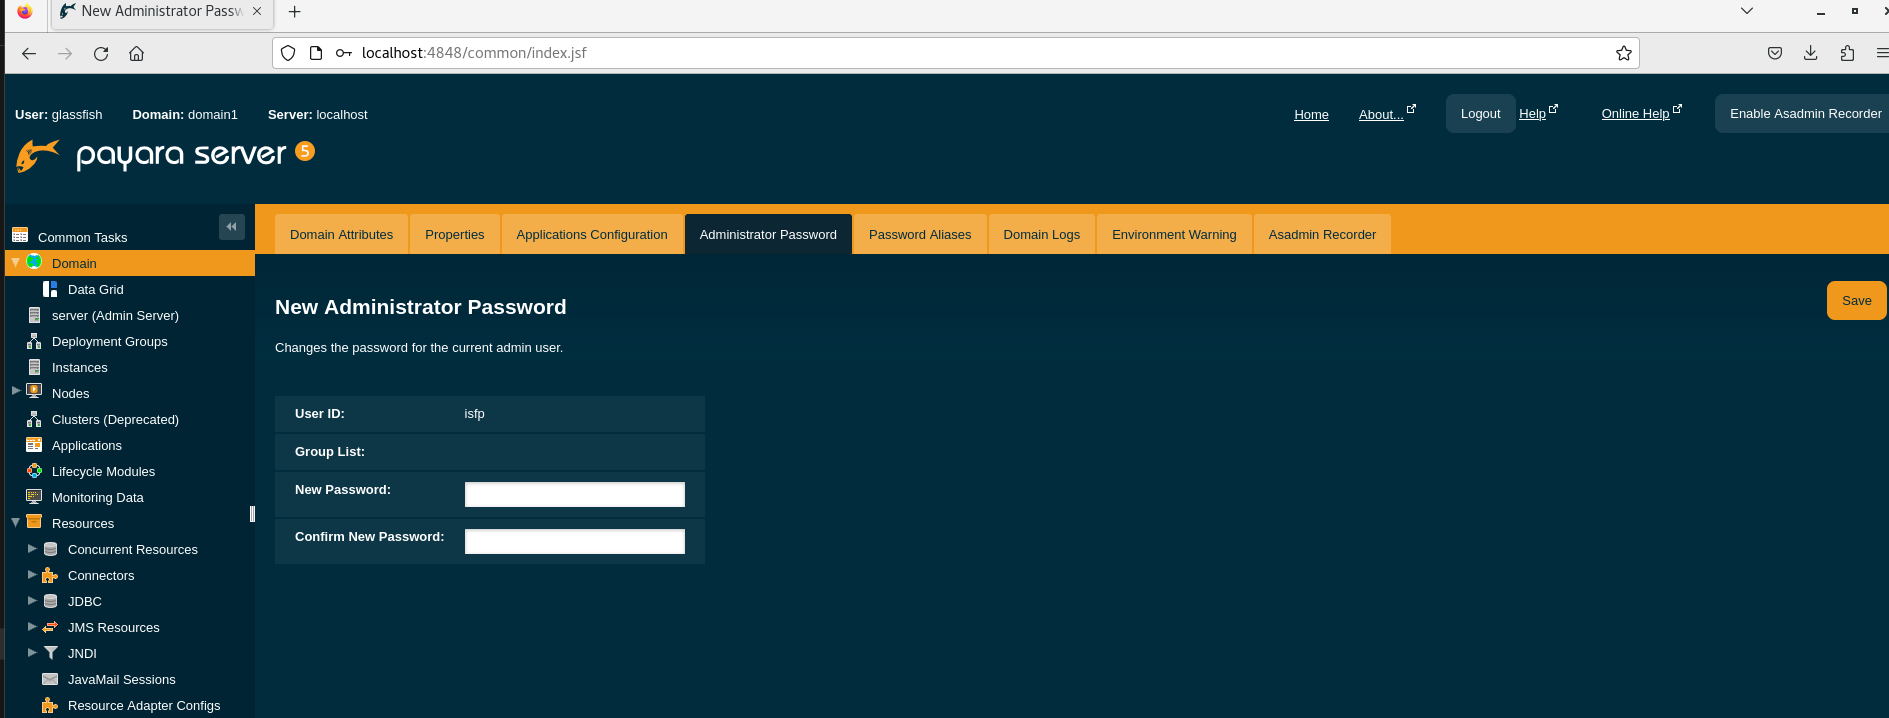 New Administrator Passw
localhost:4848/common/index.jsf
User: glassfish Domain: domain1 Server: localhost
Home About... Logout Help Online Help Enable Asadmin Recorder
payara server 5
Common Tasks
Domain
Data Grid
server (Admin Server)
Deployment Groups
Instances
Nodes
Clusters (Deprecated)
Applications
Lifecycle Modules
Monitoring Data
Resources
Concurrent Resources
Connectors
JDBC
JMS Resources
JNDI
JavaMail Sessions
Resource Adapter Configs
Domain Attributes Properties Applications Configuration Administrator Password Password Aliases Domain Logs Environment Warning Asadmin Recorder
New Administrator Password
Save
Changes the password for the current admin user.
User ID: isfp
Group List:
New Password:
Confirm New Password: